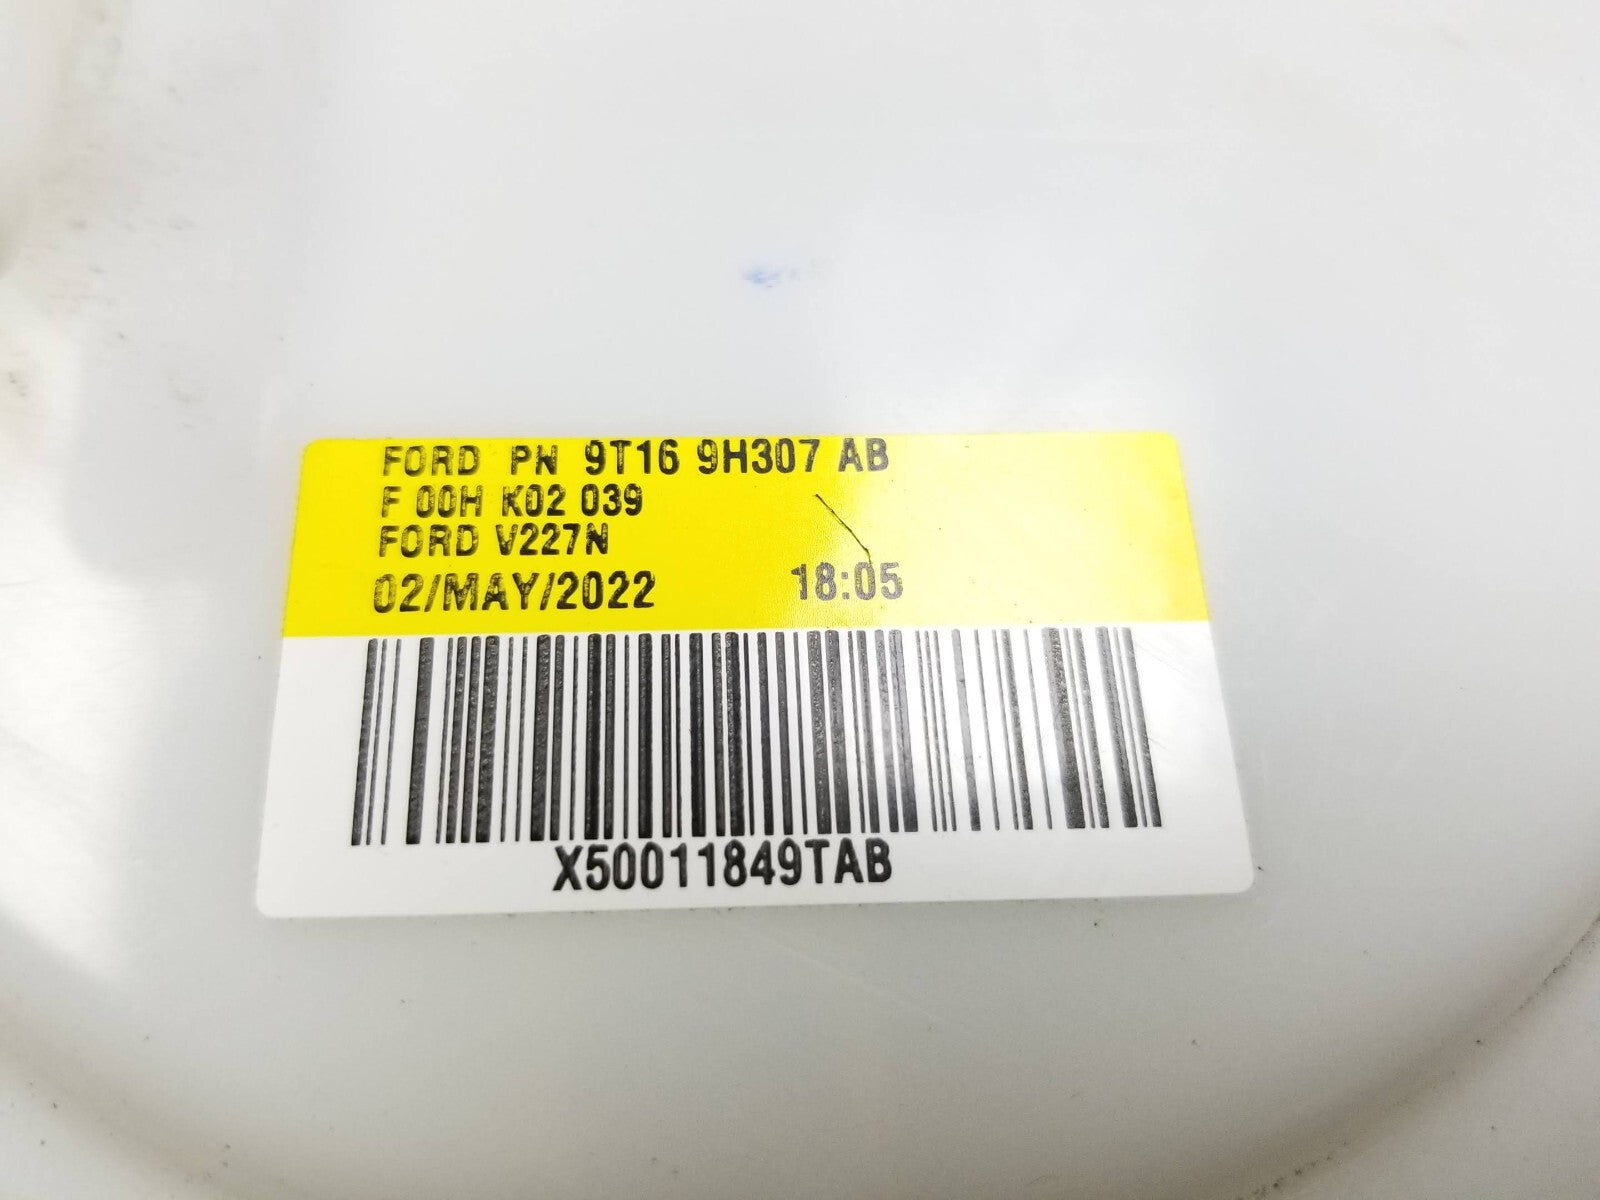 FORD PN 9T16 9H307 AB
F 00H K02 039
FORD V227N
02/MAY/2022 18:05
X50011849TAB